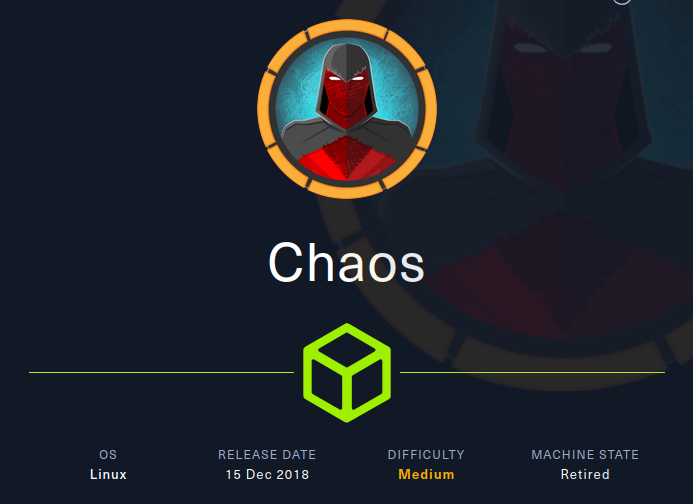 Chaos
OS RELEASE DATE DIFFICULTY MACHINE STATE
Linux 15 Dec 2018 Medium Retired